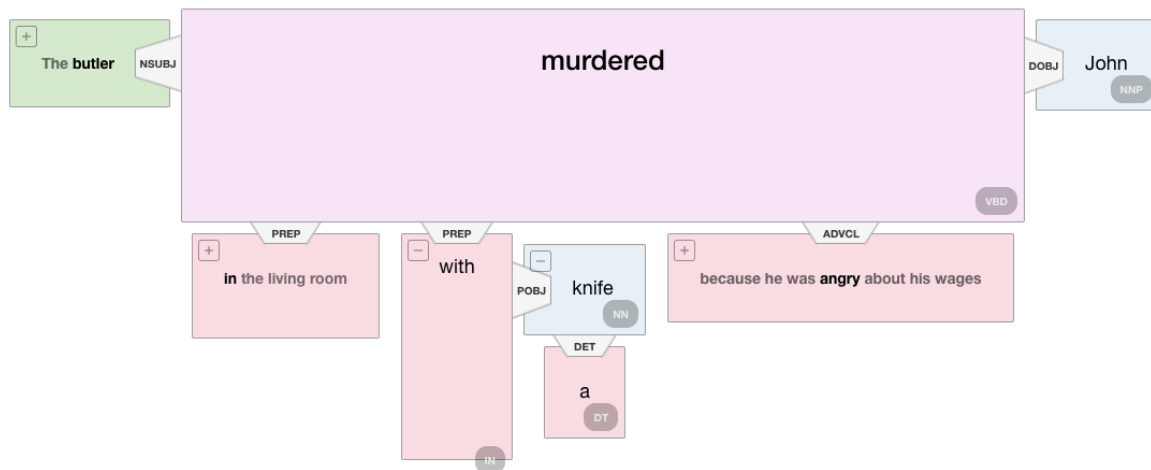 +
The butler
NSUBJ
murdered
VBD
DOBJ
John
NNP
PREP
+
in the living room
PREP
−
with
IN
POBJ
−
knife
NN
DET
a
DT
ADVCL
+
because he was angry about his wages